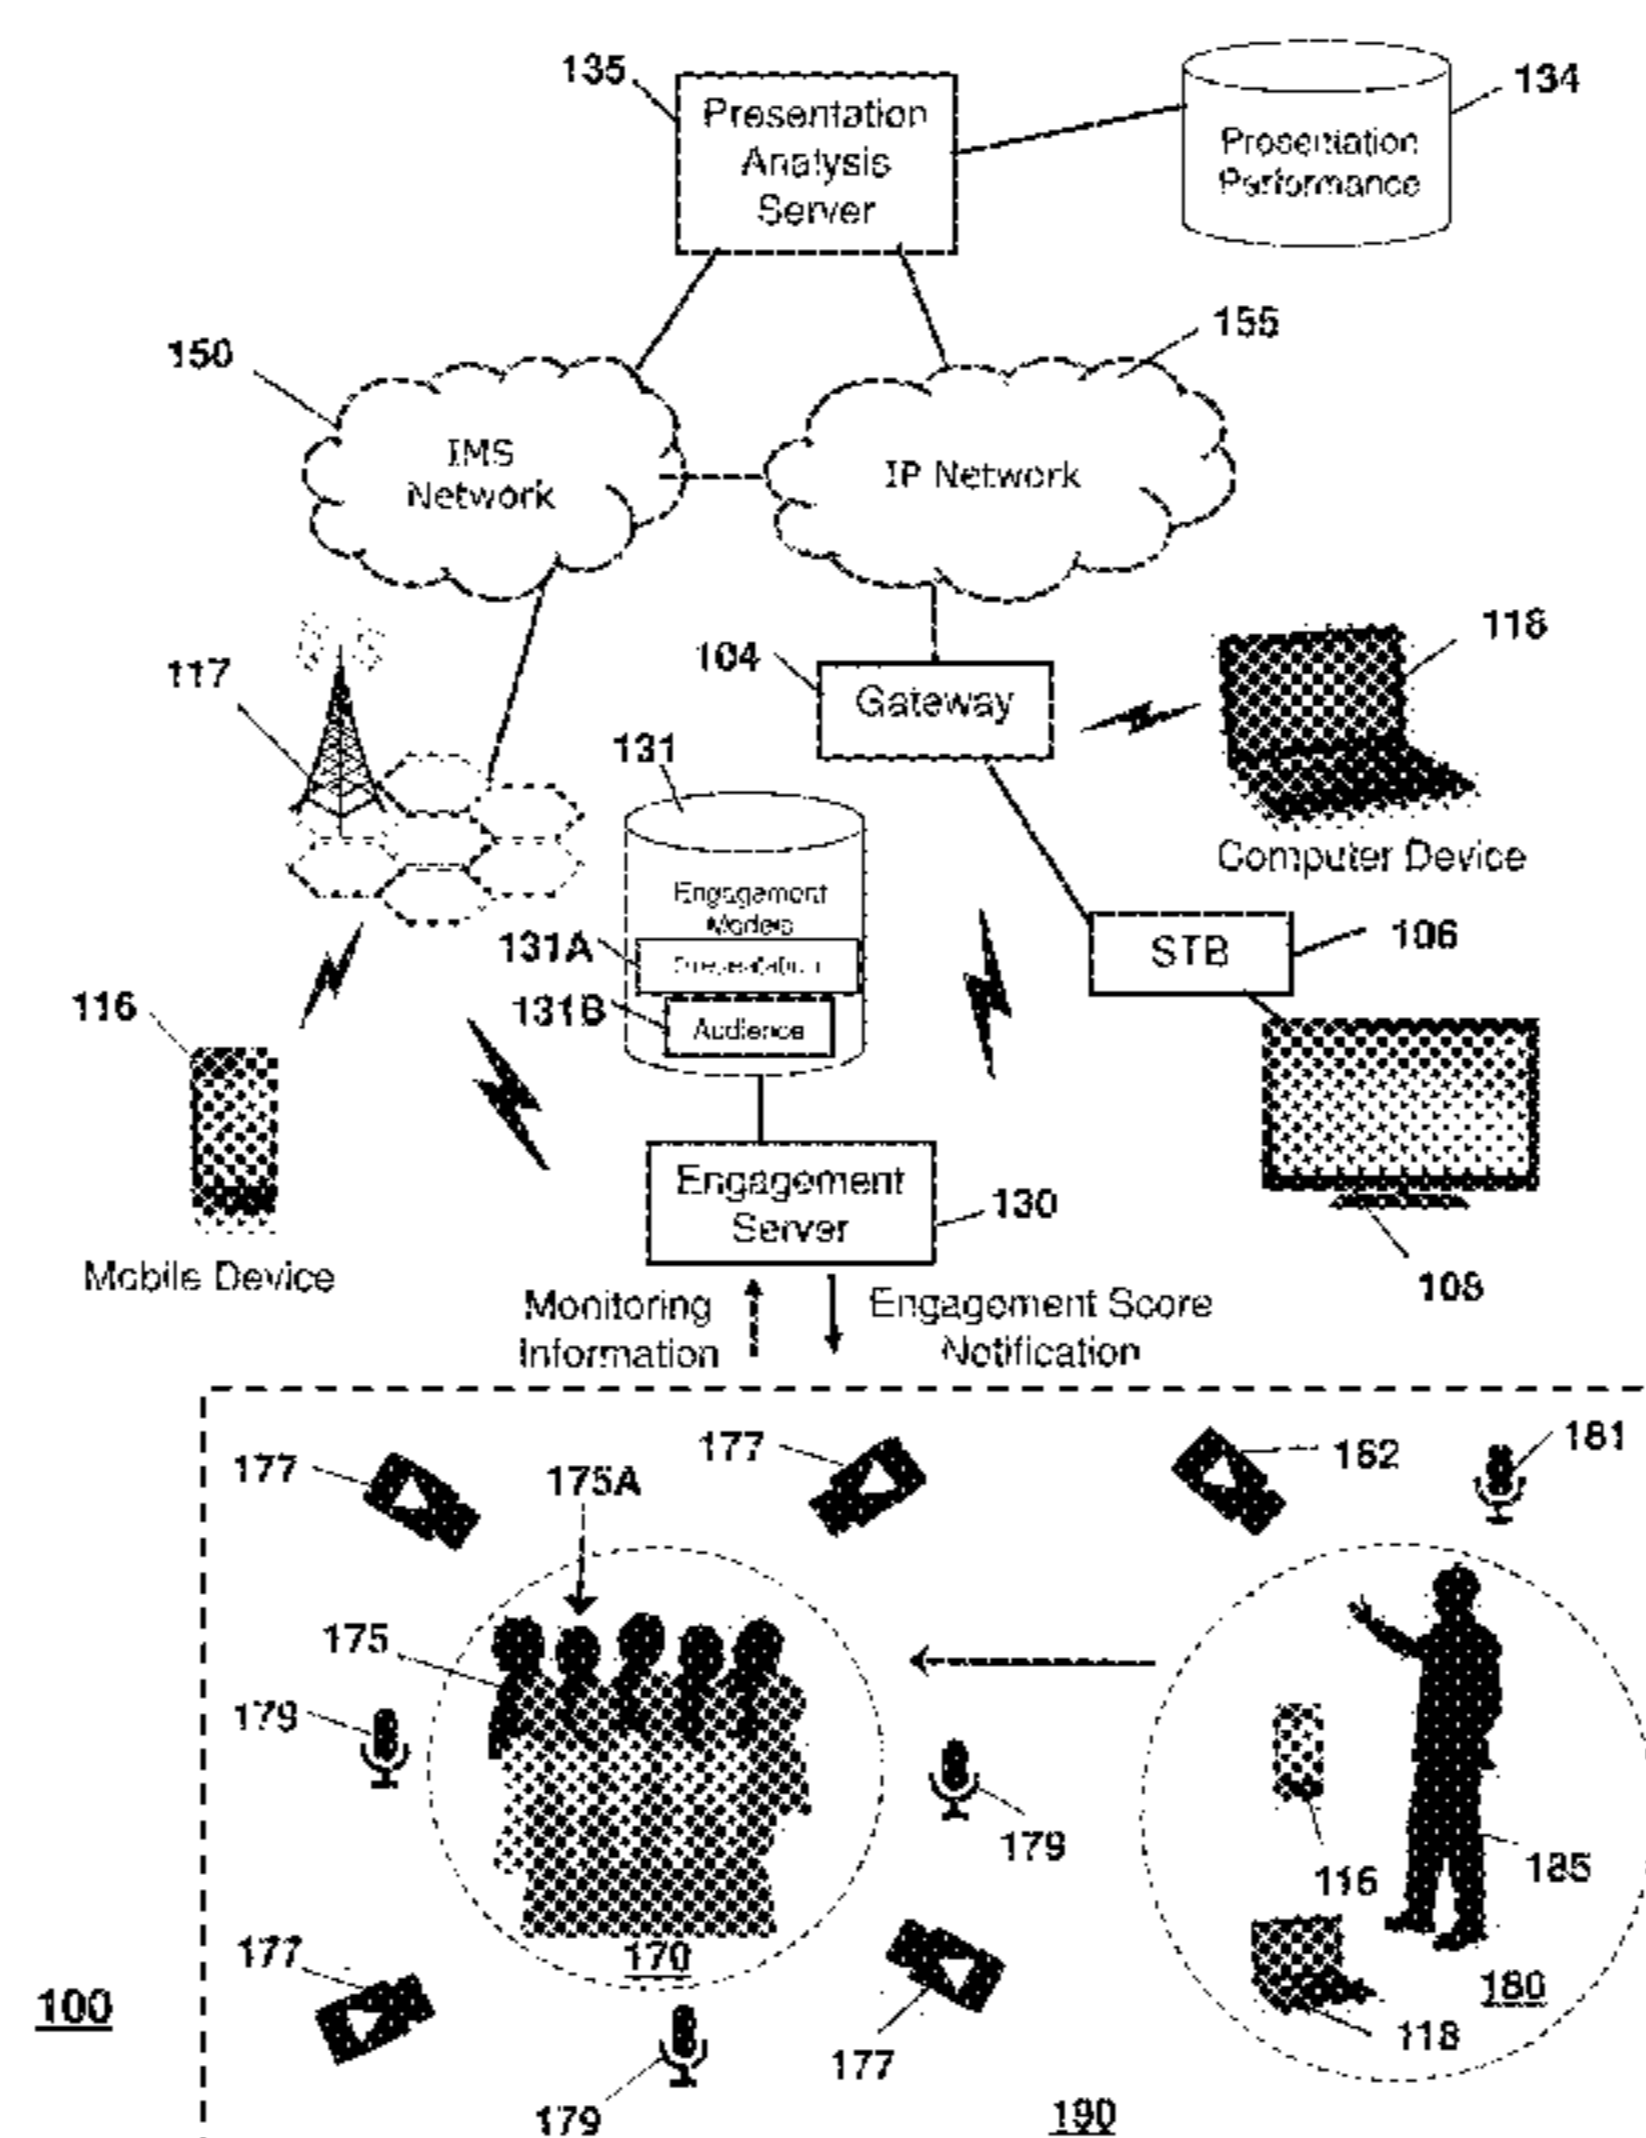 135
Presentation
Analysis
Server
134
Presentation
Performance
150
155
IMS
Network
IP Network
117
104
Gateway
118
Computer Device
131
Engagement
Models
131A
Presentation
131B
Audience
STB
106
116
Mobile Device
Engagement
Server
130
108
Monitoring
Information
Engagement Score
Notification
177
175A
177
182
181
175
179
179
116
185
170
180
118
177
177
179
100
190